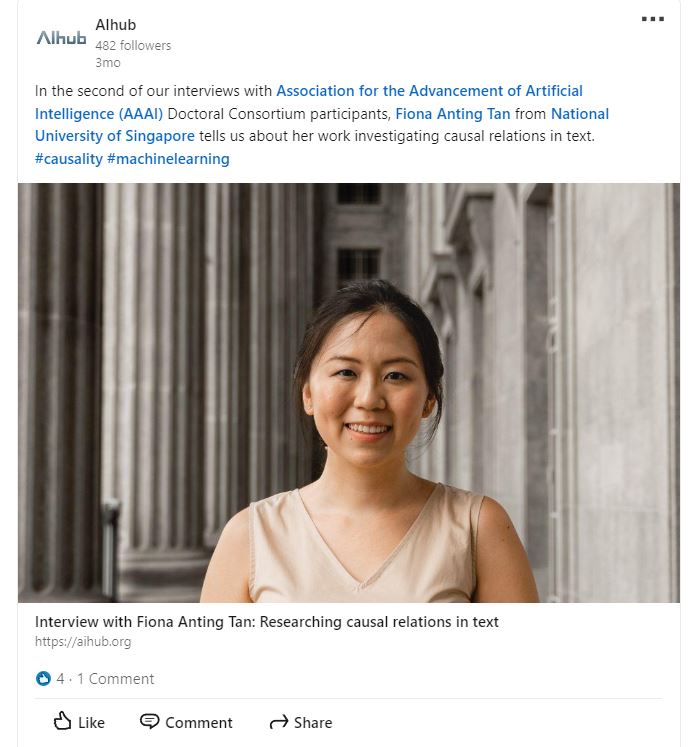 AIhub
AIhub
482 followers
3mo
In the second of our interviews with Association for the Advancement of Artificial
Intelligence (AAAI) Doctoral Consortium participants, Fiona Anting Tan from National
University of Singapore tells us about her work investigating causal relations in text.
#causality #machinelearning
Interview with Fiona Anting Tan: Researching causal relations in text
https://aihub.org
4 · 1 Comment
Like Comment Share